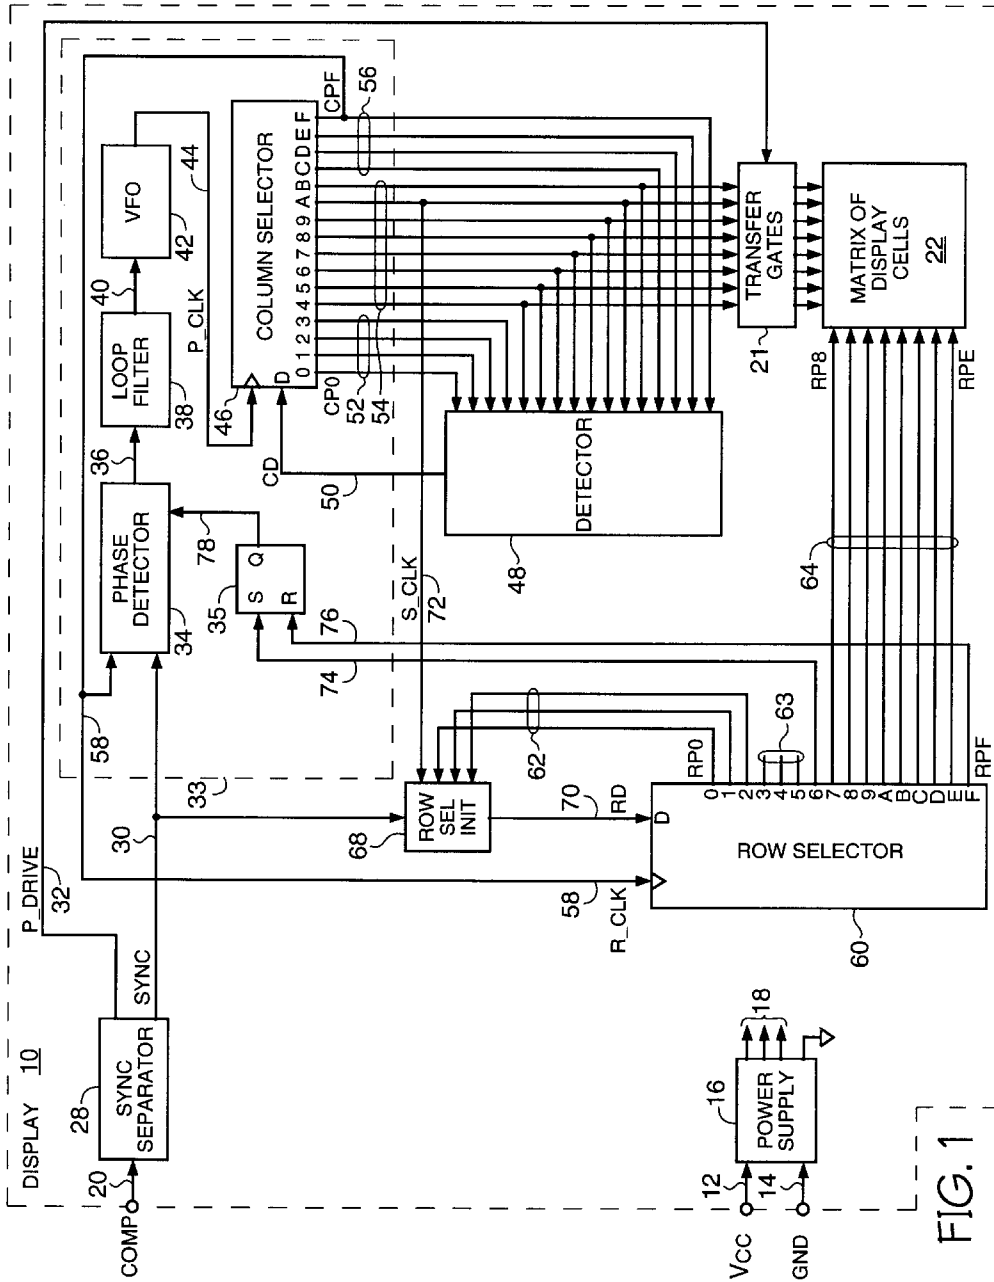 DISPLAY 10
COMP
20
28
SYNC SEPARATOR
P_DRIVE
32
SYNC
30
58
33
34
PHASE DETECTOR
36
LOOP FILTER
38
40
VFO
42
44
P_CLK
78
35
S Q
R
74
76
46
COLUMN SELECTOR
D
0 1 2 3 4 5 6 7 8 9 A B C D E F
CP0
CPF
52
54
56
CD
50
S_CLK
72
48
DETECTOR
21
TRANSFER GATES
MATRIX OF DISPLAY CELLS
22
68
ROW SEL INIT
62
70
RD
58
R_CLK
60
ROW SELECTOR
D
0 1 2 3 4 5 6 7 8 9 A B C D E F
RP0
63
RPF
64
RP8
RPE
VCC
GND
12
14
16
POWER SUPPLY
18
FIG. 1